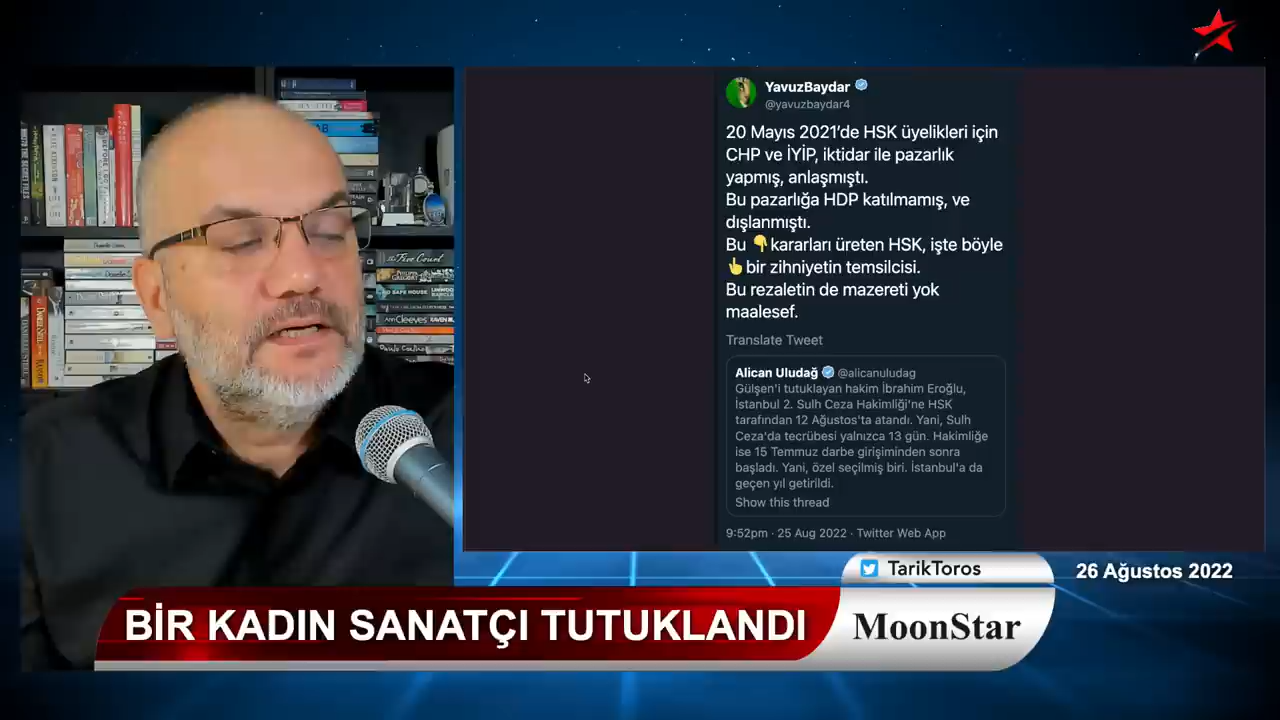 YavuzBaydar
@yavuzbaydar4
20 Mayıs 2021'de HSK üyelikleri için
CHP ve İYİP, iktidar ile pazarlık
yapmış, anlaşmıştı.
Bu pazarlığa HDP katılmamış, ve
dışlanmıştı.
Bu 👇kararları üreten HSK, işte böyle
👆bir zihniyetin temsilcisi.
Bu rezaletin de mazereti yok
maalesef.
Translate Tweet
Alican Uludağ @alicanuludag
Gülşen'i tutuklayan hakim İbrahim Eroğlu,
İstanbul 2. Sulh Ceza Hakimliği'ne HSK
tarafından 12 Ağustos'ta atandı. Yani, Sulh
Ceza'da tecrübesi yalnızca 13 gün. Hakimliğe
ise 15 Temmuz darbe girişiminden sonra
başladı. Yani, özel seçilmiş biri. İstanbul'a da
geçen yıl getirildi.
Show this thread
9:52pm · 25 Aug 2022 · Twitter Web App
TarikToros
26 Ağustos 2022
BİR KADIN SANATÇI TUTUKLANDI
MoonStar
The Five Court